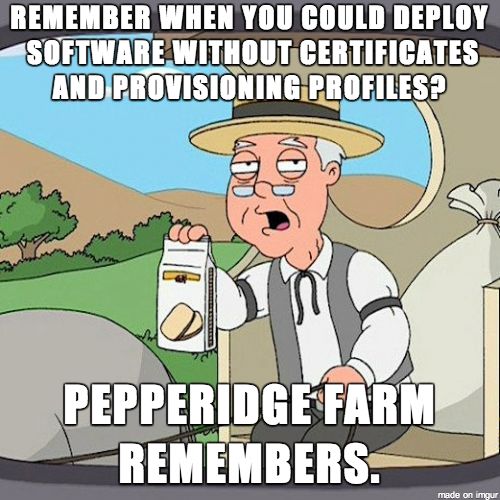 REMEMBER WHEN YOU COULD DEPLOY
SOFTWARE WITHOUT CERTIFICATES
AND PROVISIONING PROFILES?
PEPPERIDGE FARM
REMEMBERS.
made on imgur